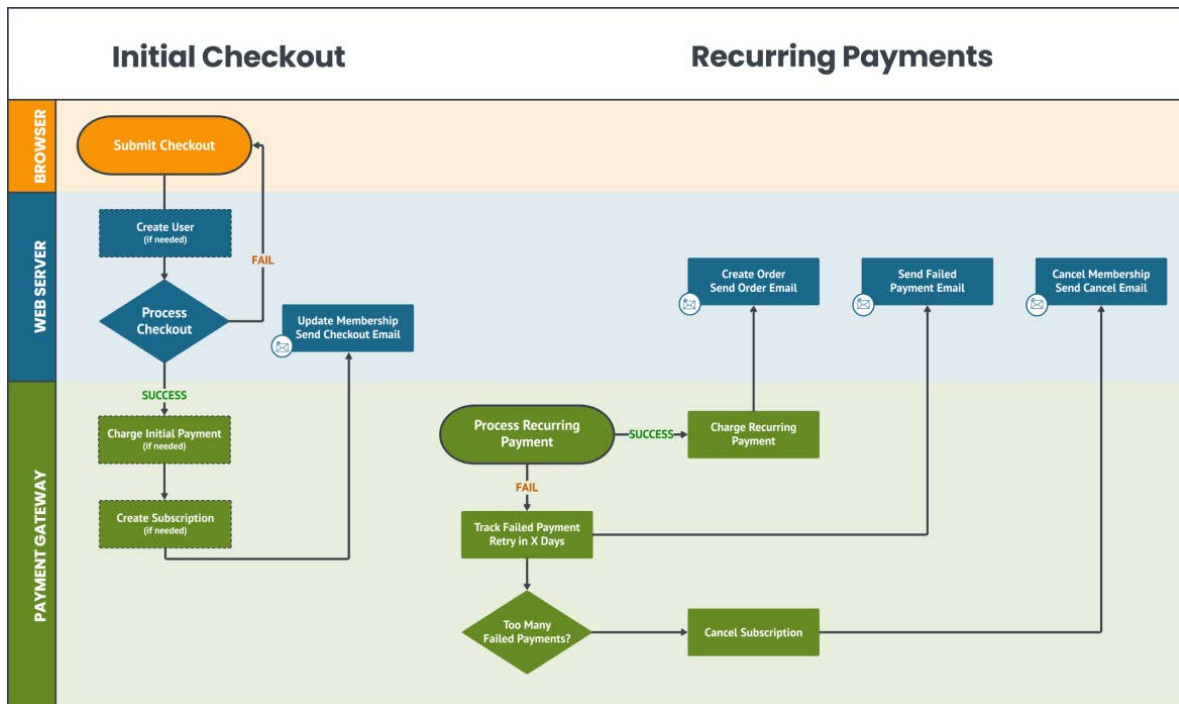 Initial Checkout
Recurring Payments
BROWSER
Submit Checkout
WEB SERVER
Create User
(if needed)
FAIL
Process
Checkout
Update Membership
Send Checkout Email
Create Order
Send Order Email
Send Failed
Payment Email
Cancel Membership
Send Cancel Email
PAYMENT GATEWAY
SUCCESS
Charge Initial Payment
(if needed)
Create Subscription
(if needed)
Process Recurring
Payment
SUCCESS
Charge Recurring
Payment
FAIL
Track Failed Payment
Retry in X Days
Too Many
Failed Payments?
Cancel Subscription